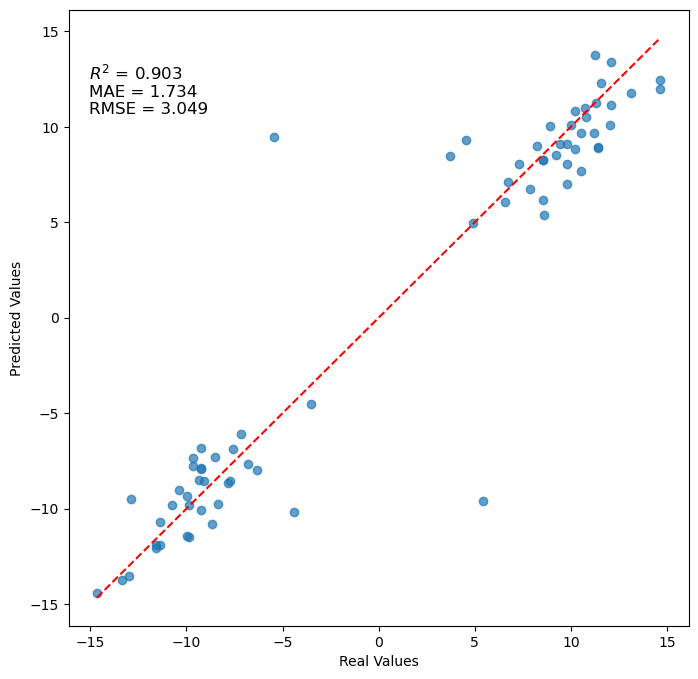 R² = 0.903
MAE = 1.734
RMSE = 3.049
15
10
5
0
−5
−10
−15
Predicted Values
−15 −10 −5 0 5 10 15
Real Values